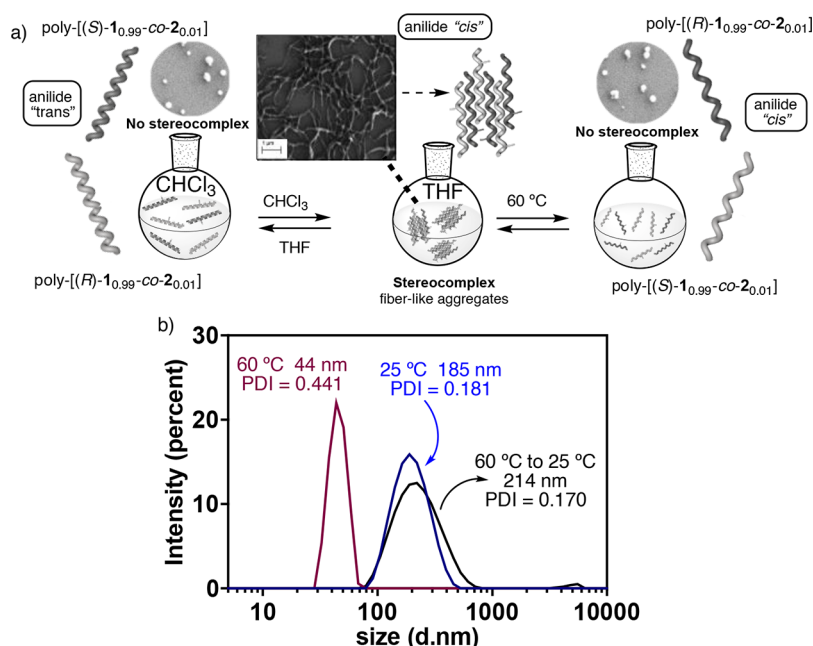 a)
poly-[(S)-1₀.₉₉-co-2₀.₀₁]
anilide
"trans"
No stereocomplex
CHCl₃
poly-[(R)-1₀.₉₉-co-2₀.₀₁]
CHCl₃
THF
1 µm
anilide "cis"
THF
Stereocomplex
fiber-like aggregates
60 ºC
poly-[(R)-1₀.₉₉-co-2₀.₀₁]
No stereocomplex
anilide
"cis"
poly-[(S)-1₀.₉₉-co-2₀.₀₁]
b)
Intensity (percent)
30
20
10
0
60 ºC 44 nm
PDI = 0.441
25 ºC 185 nm
PDI = 0.181
60 ºC to 25 ºC
214 nm
PDI = 0.170
10
100
1000
10000
size (d.nm)